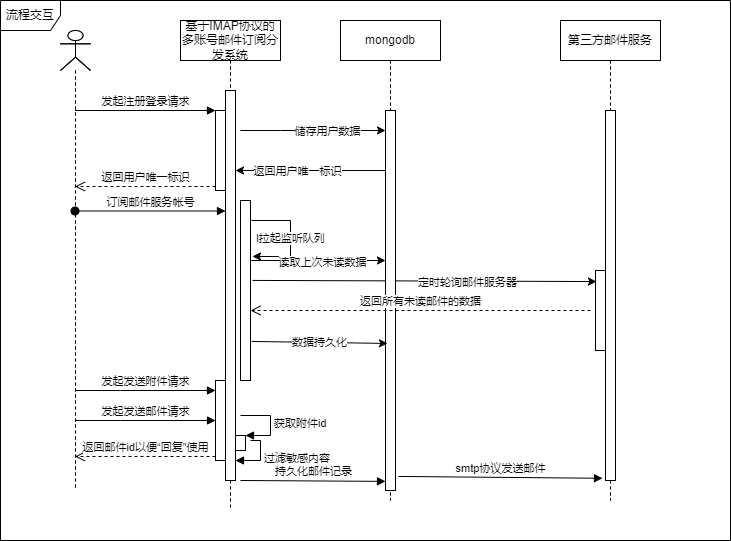 流程交互
基于IMAP协议的
多账号邮件订阅分
发系统
mongodb
第三方邮件服务
发起注册登录请求
储存用户数据
返回用户唯一标识
返回用户唯一标识
订阅邮件服务帐号
l拉起监听队列
读取上次未读数据
定时轮询邮件服务器
返回所有未读邮件的数据
数据持久化
发起发送附件请求
发起发送邮件请求
获取附件id
返回邮件id以便“回复”使用
过滤敏感内容
持久化邮件记录
smtp协议发送邮件